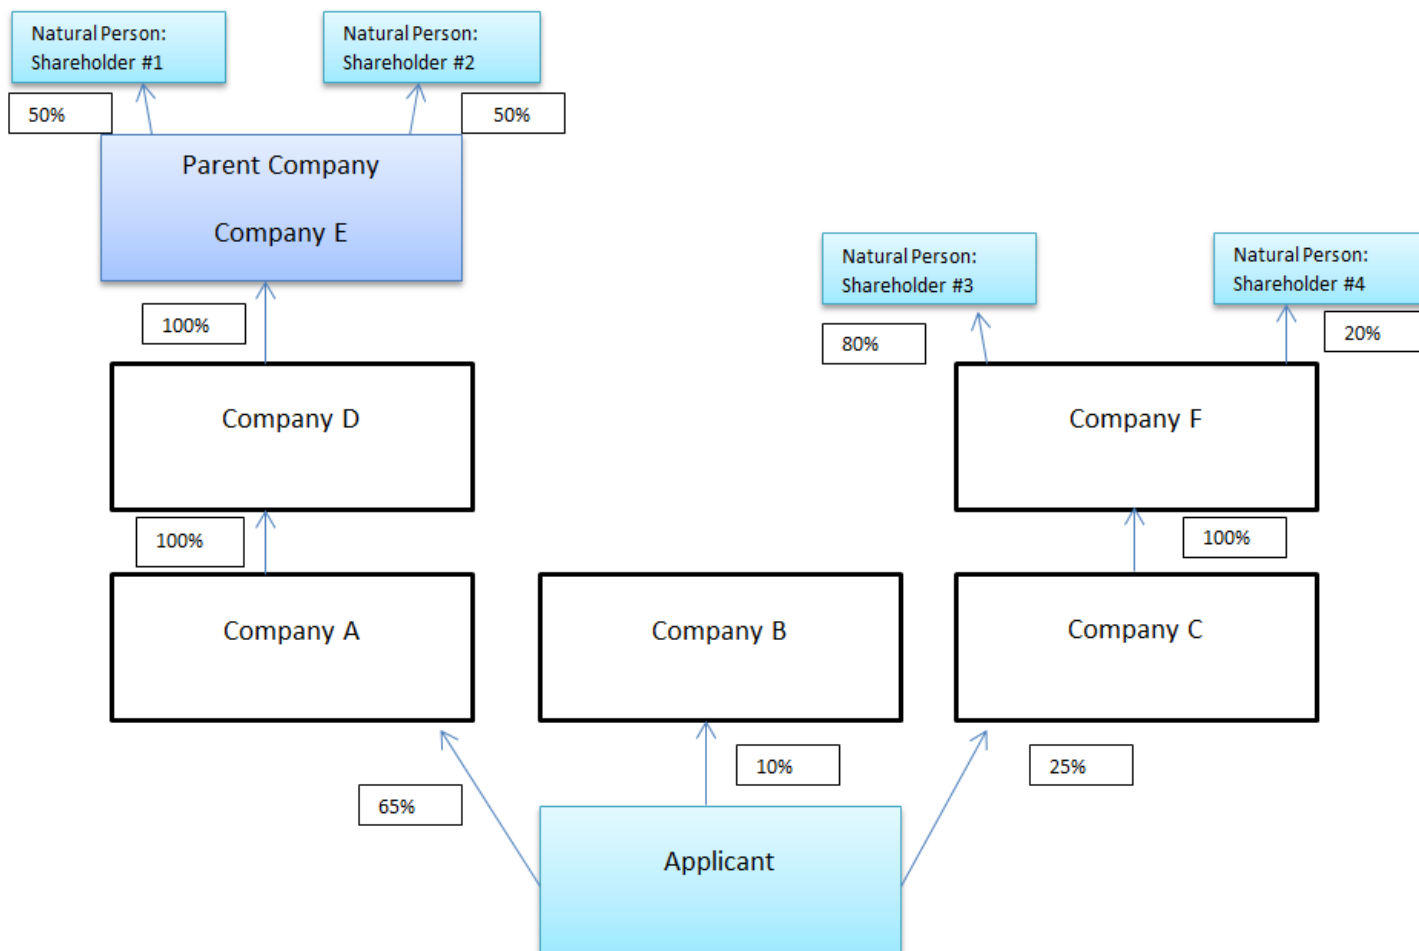 Natural Person:
Shareholder #1
Natural Person:
Shareholder #2
50%
50%
Parent Company
Company E
Natural Person:
Shareholder #3
Natural Person:
Shareholder #4
100%
80%
20%
Company D
Company F
100%
100%
Company A
Company B
Company C
65%
10%
25%
Applicant